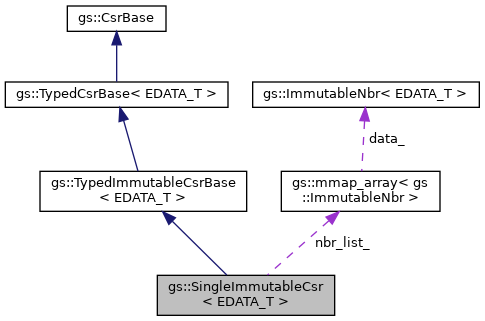 gs::CsrBase
gs::TypedCsrBase< EDATA_T >
gs::ImmutableNbr< EDATA_T >
data_
gs::TypedImmutableCsrBase
< EDATA_T >
gs::mmap_array< gs
::ImmutableNbr >
nbr_list_
gs::SingleImmutableCsr
< EDATA_T >